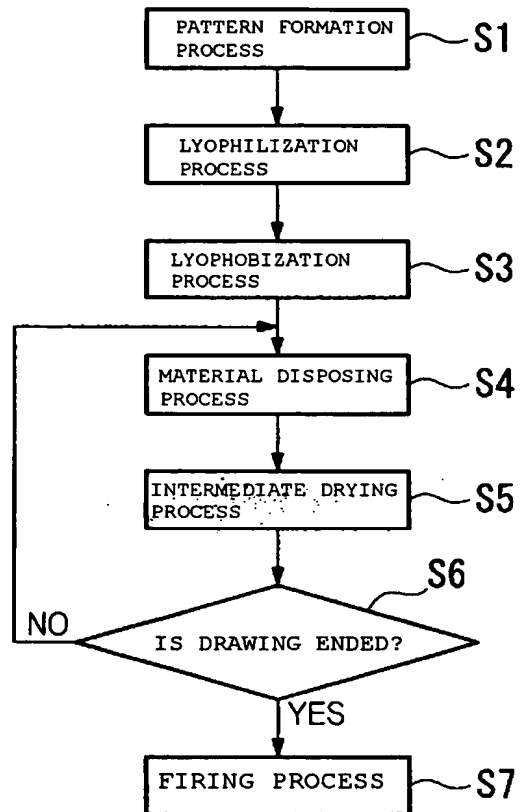 PATTERN FORMATION
PROCESS
S1
LYOPHILIZATION
PROCESS
S2
LYOPHOBIZATION
PROCESS
S3
MATERIAL DISPOSING
PROCESS
S4
INTERMEDIATE DRYING
PROCESS
S5
S6
IS DRAWING ENDED?
NO
YES
FIRING PROCESS
S7